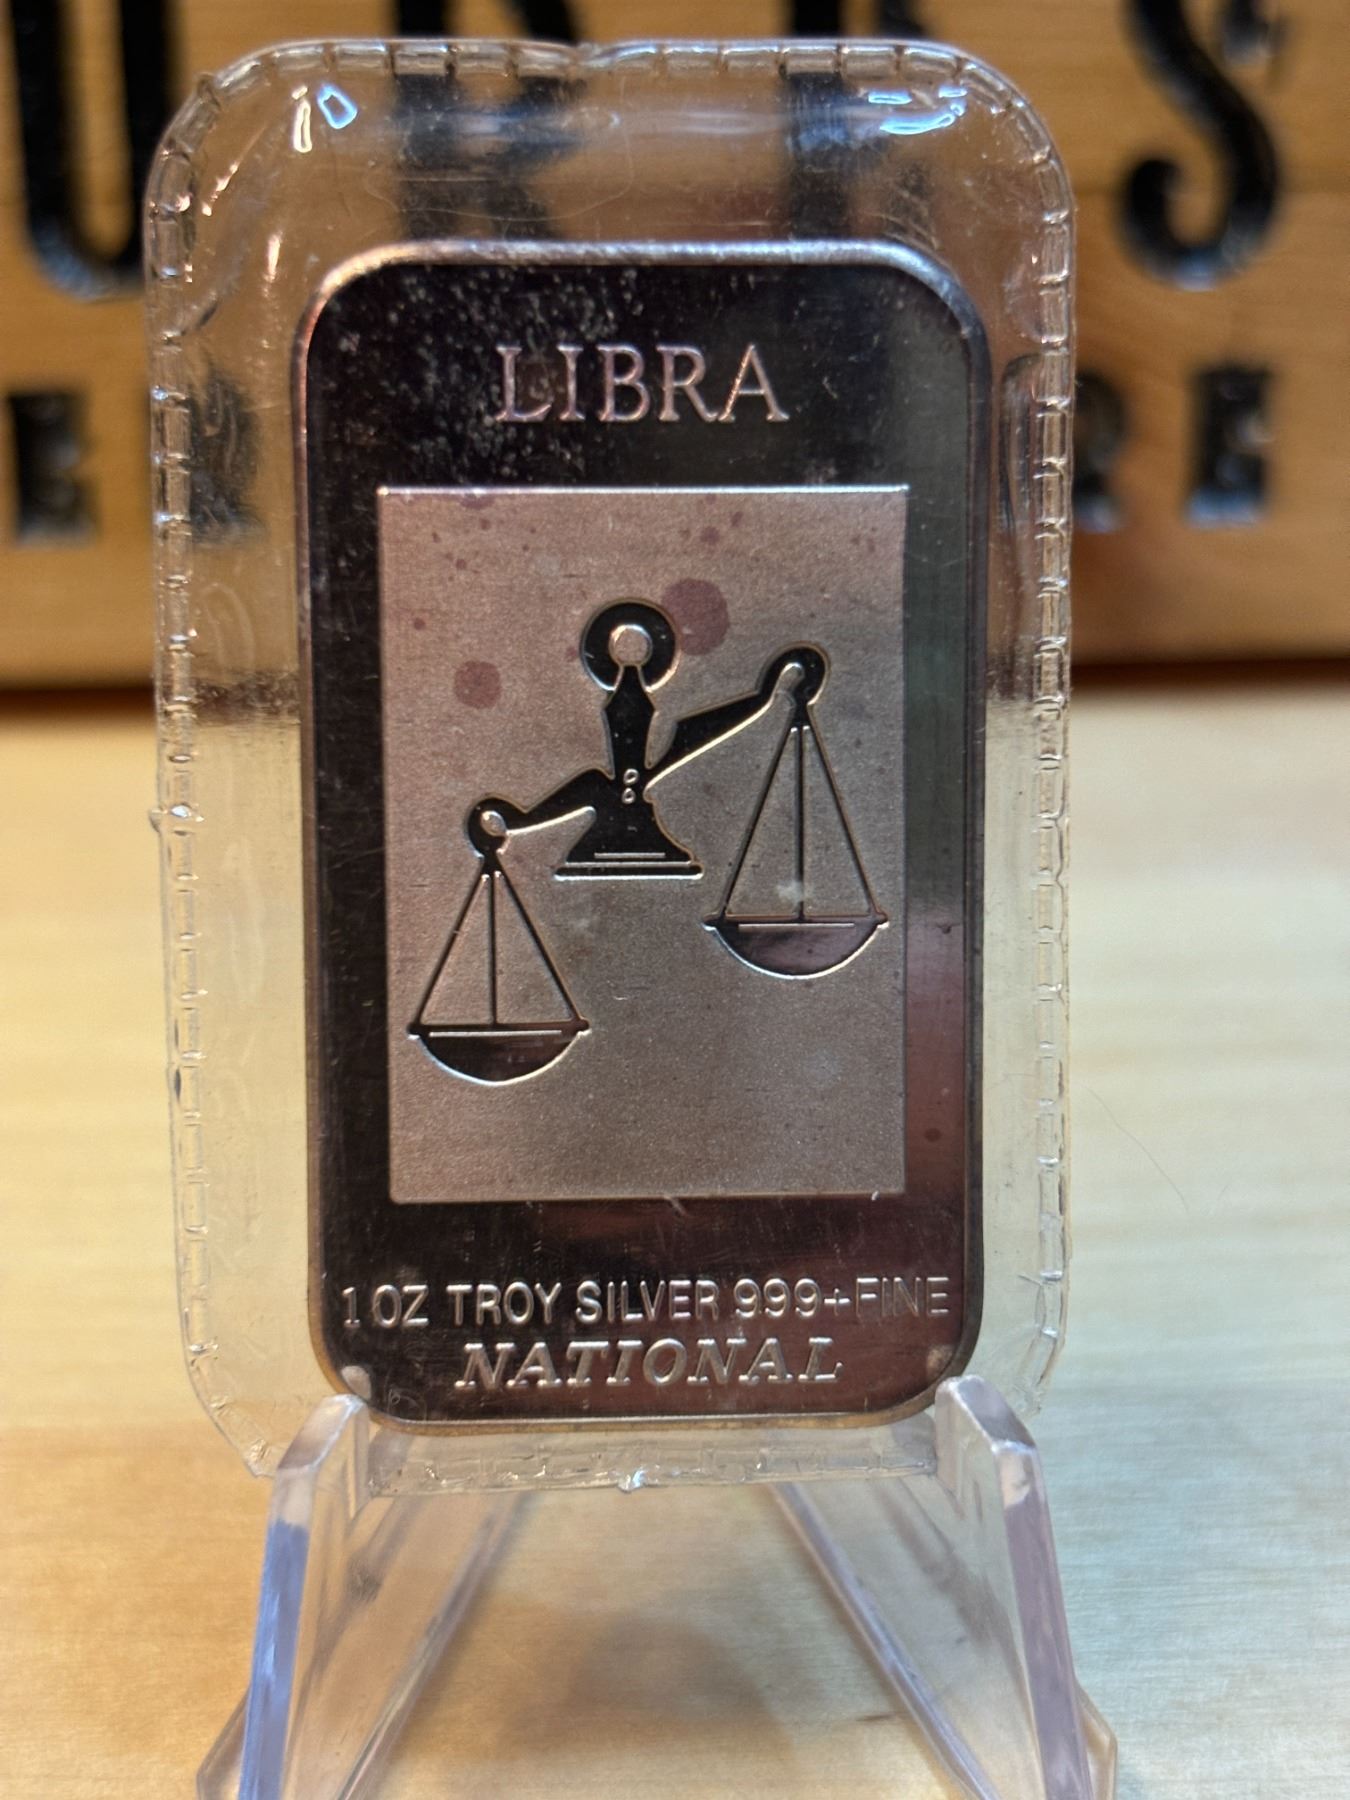 LIBRA
1 OZ TROY SILVER 999+FINE
NATIONAL